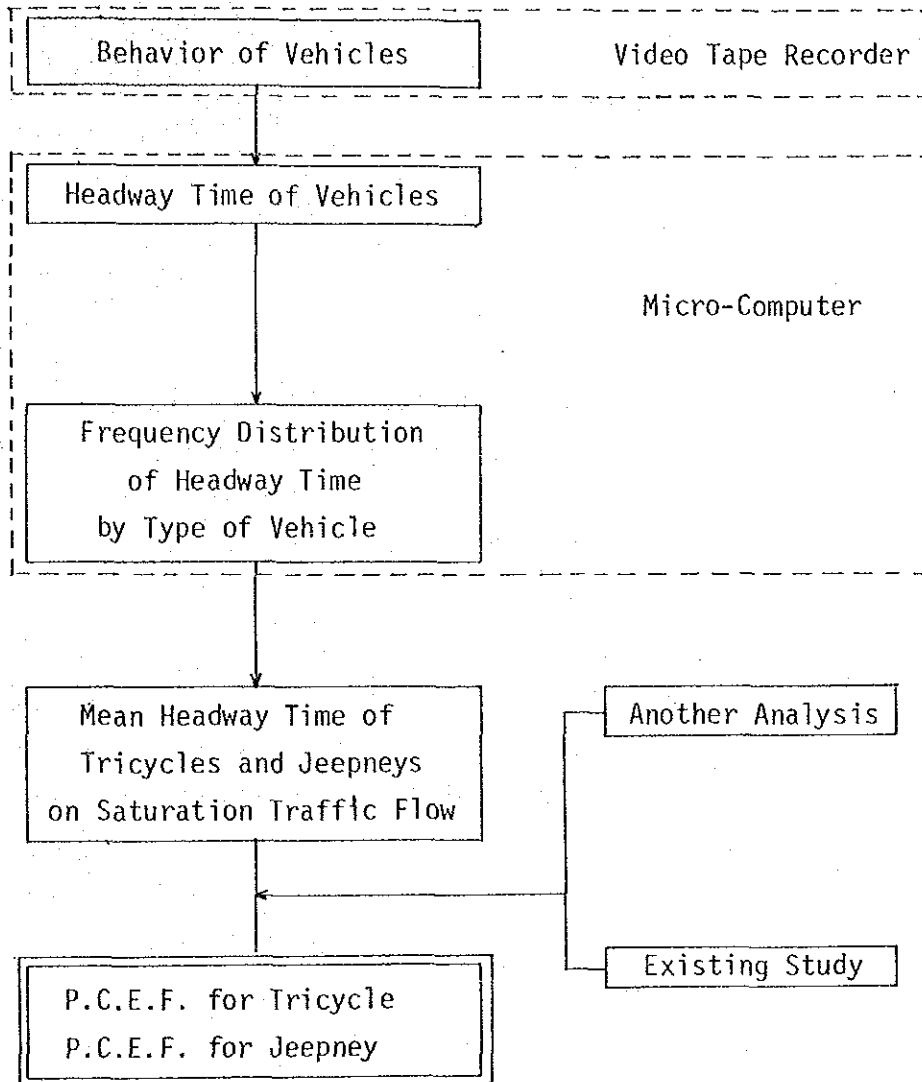 Behavior of Vehicles
Video Tape Recorder
Headway Time of Vehicles
Micro-Computer
Frequency Distribution
of Headway Time
by Type of Vehicle
Mean Headway Time of
Tricycles and Jeepneys
on Saturation Traffic Flow
Another Analysis
Existing Study
P.C.E.F. for Tricycle
P.C.E.F. for Jeepney